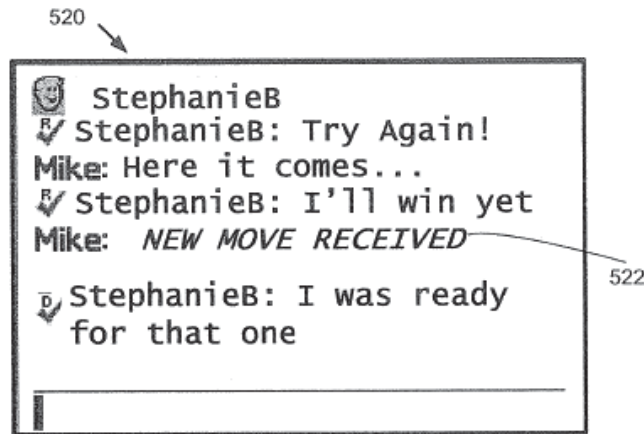 520
StephanieB
R StephanieB: Try Again!
Mike: Here it comes...
R StephanieB: I'll win yet
Mike: NEW MOVE RECEIVED
522
D StephanieB: I was ready
for that one